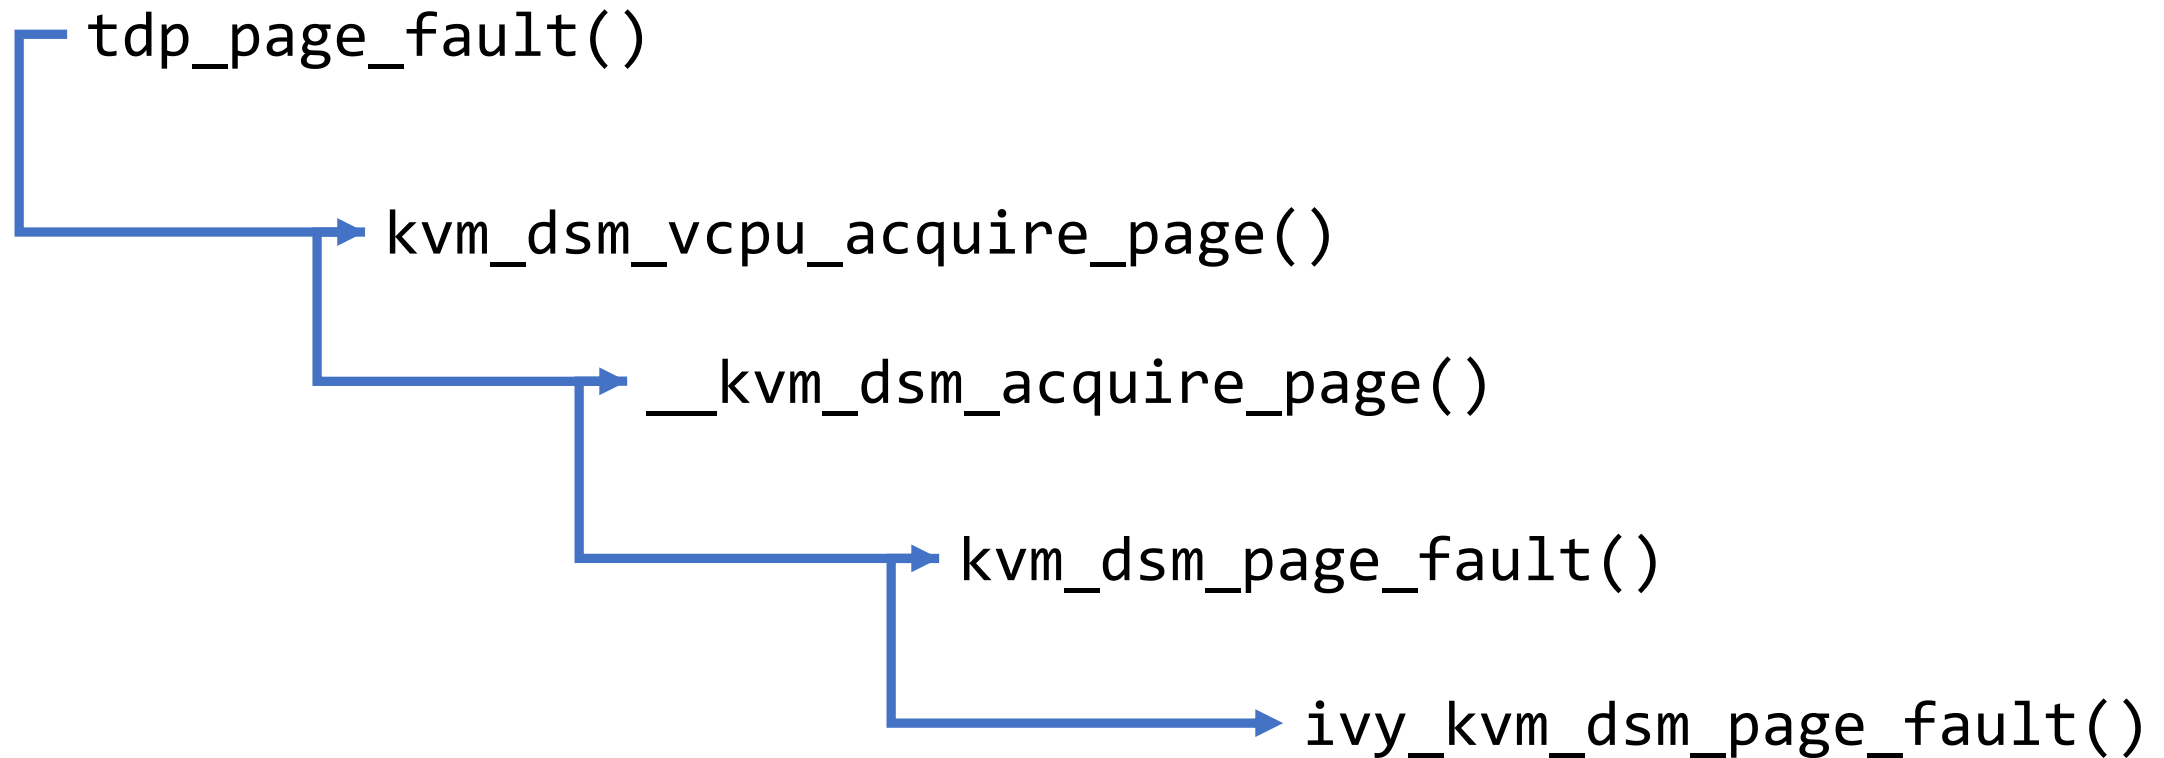 tdp_page_fault()
kvm_dsm_vcpu_acquire_page()
__kvm_dsm_acquire_page()
kvm_dsm_page_fault()
ivy_kvm_dsm_page_fault()